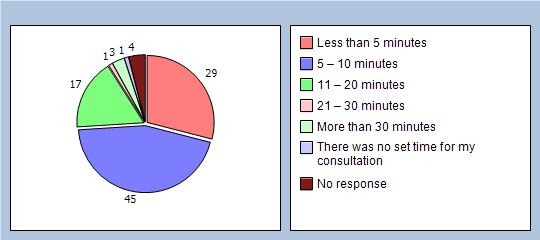 1 3 1 4
29
17
45
Less than 5 minutes
5 – 10 minutes
11 – 20 minutes
21 – 30 minutes
More than 30 minutes
There was no set time for my
consultation
No response